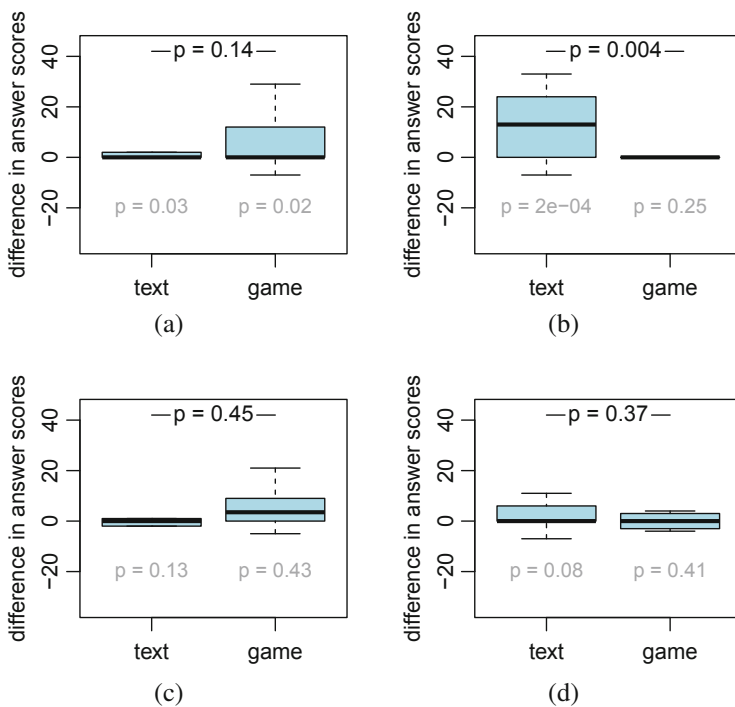 difference in answer scores
40
20
0
−20
p = 0.14
p = 0.03
p = 0.02
text
game
(a)
difference in answer scores
40
20
0
−20
p = 0.004
p = 2e−04
p = 0.25
text
game
(b)
difference in answer scores
40
20
0
−20
p = 0.45
p = 0.13
p = 0.43
text
game
(c)
difference in answer scores
40
20
0
−20
p = 0.37
p = 0.08
p = 0.41
text
game
(d)